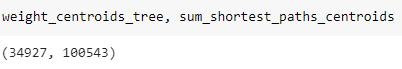 weight_centroids_tree, sum_shortest_paths_centroids
(34927, 100543)